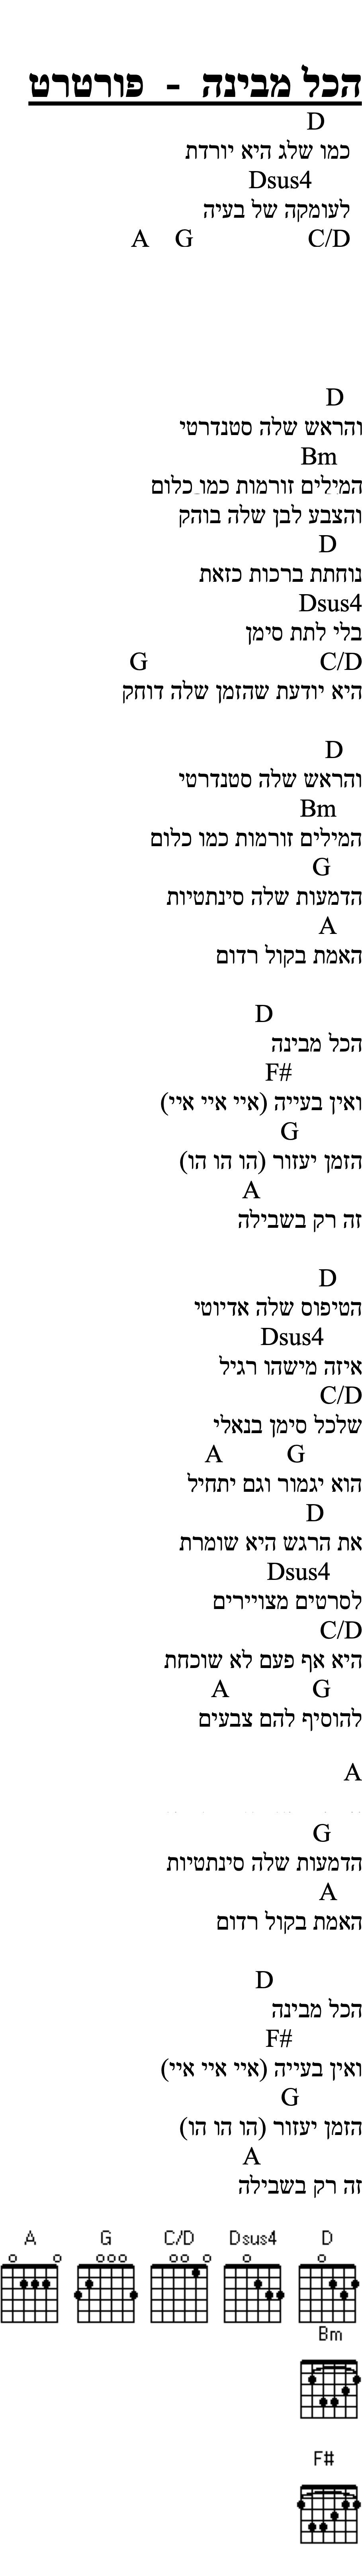 הכל מבינה - פורטרט
D
כמו שלג היא יורדת
Dsus4
לעומקה של בעיה
C/D G A
D
והראש שלה סטנדרטי
Bm
המילים זורמות כמו כלום
והצבע לבן שלה בוהק
D
נוחתת ברכות כזאת
Dsus4
בלי לתת סימן
C/D G
היא יודעת שהזמן שלה דוחק
D
והראש שלה סטנדרטי
Bm
המילים זורמות כמו כלום
G
הדמעות שלה סינתטיות
A
האמת בקול רדום
D
הכל מבינה
F#
ואין בעייה (איי איי איי)
G
הזמן יעזור (הו הו הו)
A
זה רק בשבילה
D
הטיפוס שלה אדיוטי
Dsus4
איזה מישהו רגיל
C/D
שלכל סימן בנאלי
G A
הוא יגמור וגם יתחיל
D
את הרגש היא שומרת
Dsus4
לסרטים מצויירים
C/D
היא אף פעם לא שוכחת
G A
להוסיף להם צבעים
A
G
הדמעות שלה סינתטיות
A
האמת בקול רדום
D
הכל מבינה
F#
ואין בעייה (איי איי איי)
G
הזמן יעזור (הו הו הו)
A
זה רק בשבילה
A G C/D Dsus4 D
Bm
F#